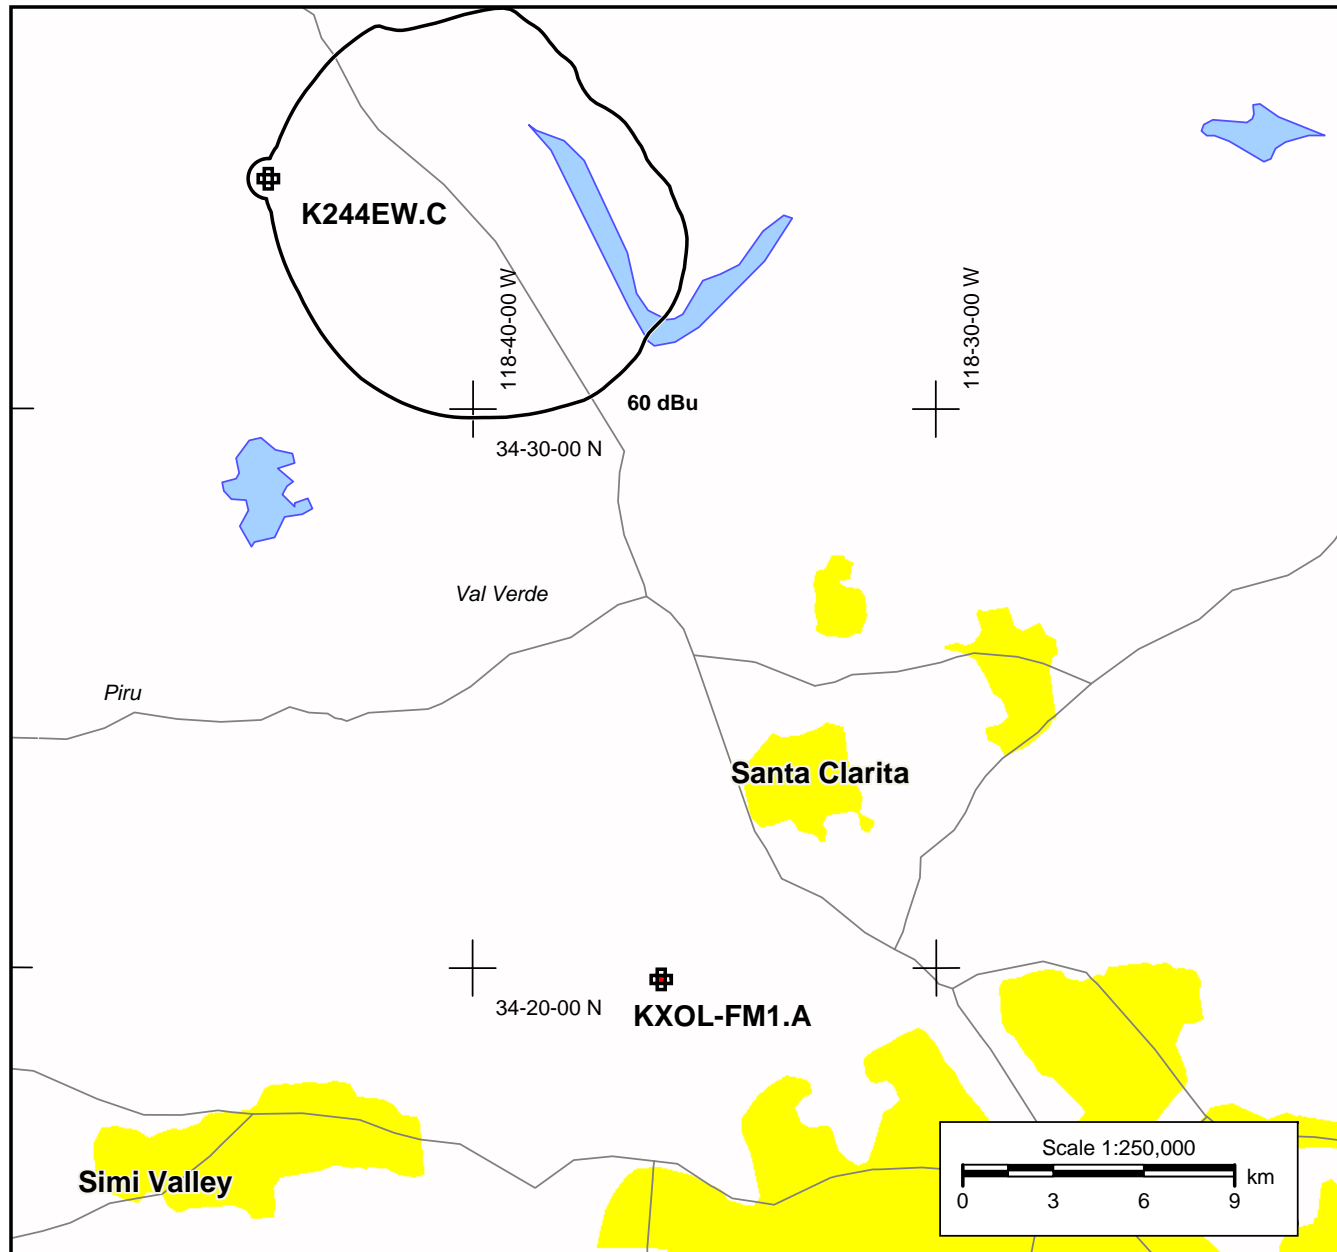 K244EW.C
118-40-00 W
118-30-00 W
60 dBu
34-30-00 N
Val Verde
Piru
Santa Clarita
34-20-00 N
KXOL-FM1.A
Simi Valley
Scale 1:250,000
km
0 3 6 9